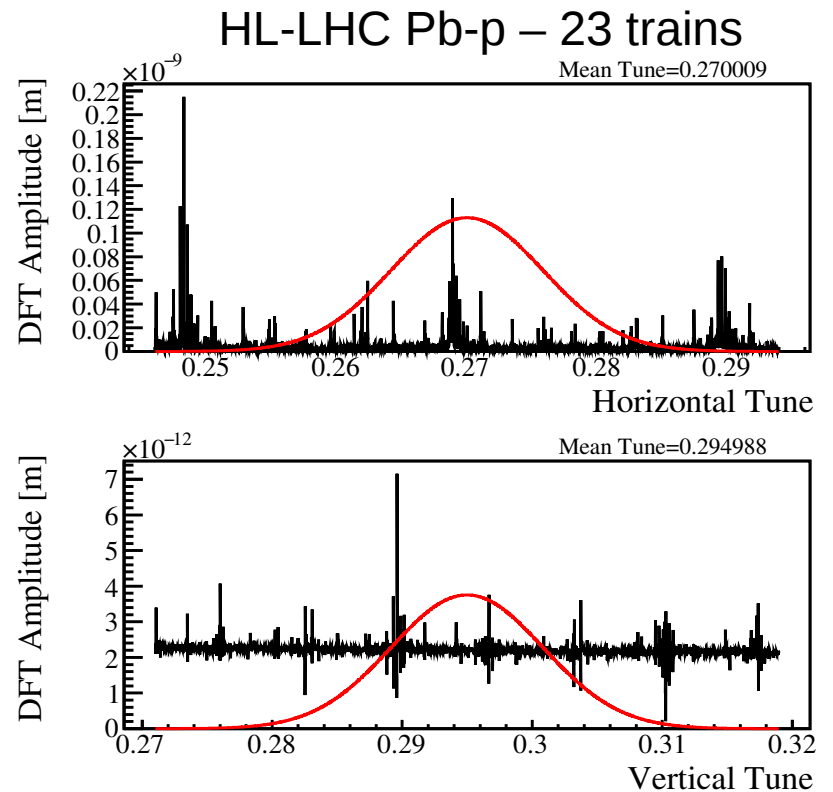 HL-LHC Pb-p – 23 trains
×10⁻⁹
Mean Tune=0.270009
DFT Amplitude [m]
0.22
0.2
0.18
0.16
0.14
0.12
0.1
0.08
0.06
0.04
0.02
0
0.25 0.26 0.27 0.28 0.29
Horizontal Tune
×10⁻¹²
Mean Tune=0.294988
DFT Amplitude [m]
7
6
5
4
3
2
1
0
0.27 0.28 0.29 0.3 0.31 0.32
Vertical Tune